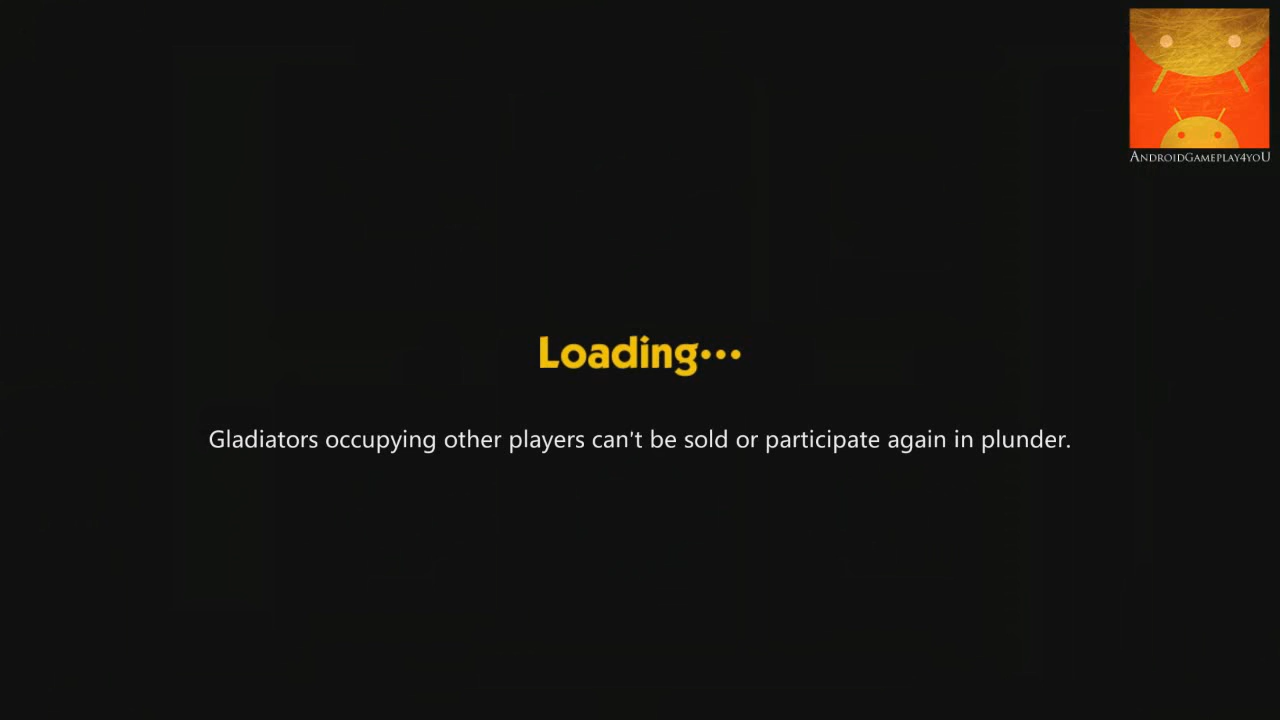 AndroidGameplay4yoU
Loading...
Gladiators occupying other players can't be sold or participate again in plunder.